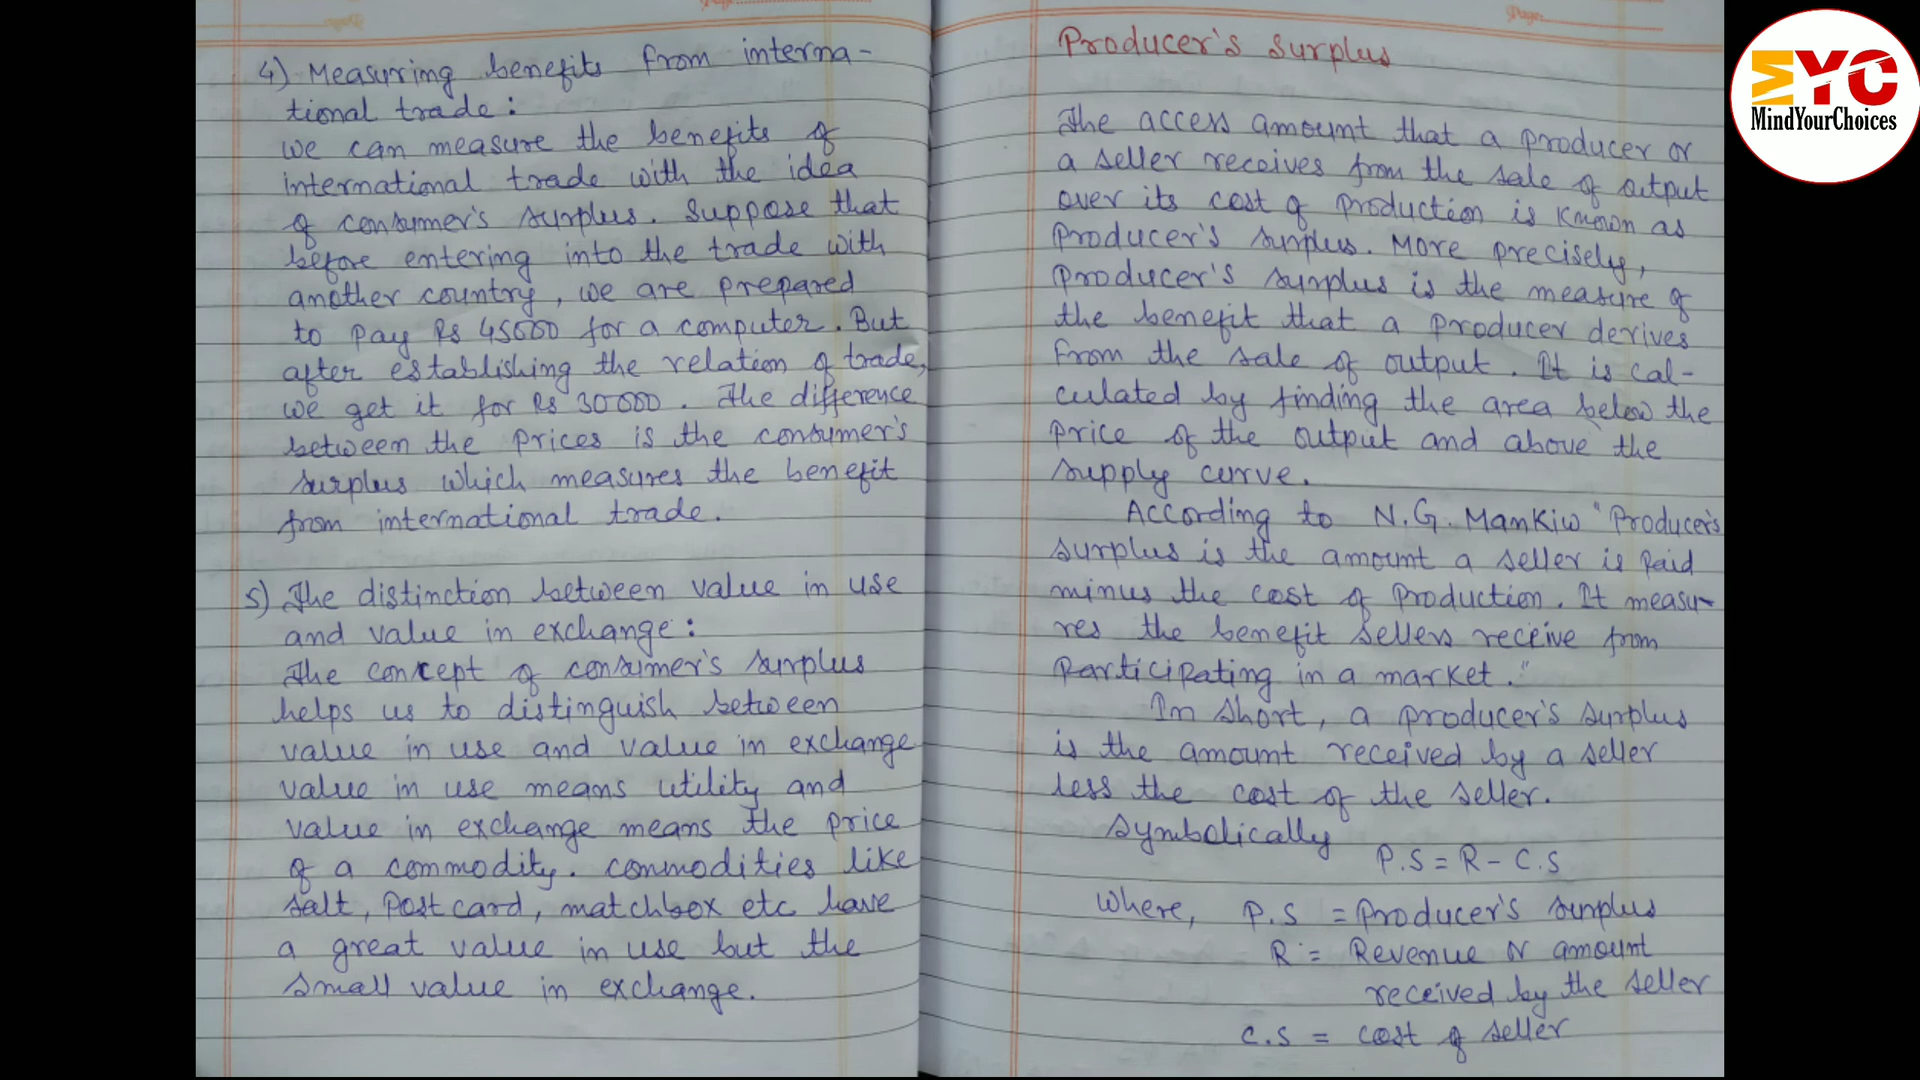 4) Measuring benefits from interna-
tional trade:
we can measure the benefits of
international trade with the idea
of consumer's surplus. Suppose that
before entering into the trade with
another country, we are prepared
to pay Rs 45000 for a computer. But
after establishing the relation of trade,
we get it for Rs 30000. The difference
between the prices is the consumer's
surplus which measures the benefit
from international trade.
5) The distinction between value in use
and value in exchange:
The concept of consumer's surplus
helps us to distinguish between
value in use and value in exchange
value in use means utility and
value in exchange means the price
of a commodity. commodities like
salt, Post card, matchbox etc have
a great value in use but the
small value in exchange.
Page
Producer's Surplus
The access amount that a producer or
a seller receives from the sale of output
over its cost of production is known as
Producer's surplus. More precisely,
Producer's surplus is the measure of
the benefit that a producer derives
from the sale of output. It is cal-
culated by finding the area below the
price of the output and above the
supply curve.
According to N.G. Mankiw "Producer's
surplus is the amount a seller is Paid
minus the cost of Production. It measu-
res the benefit sellers receive from
Participating in a market."
In short, a producer's surplus
is the amount received by a seller
less the cost of the seller.
Symbolically
P.S = R - C.S
Where, P.S = Producer's surplus
R = Revenue or amount
received by the seller
C.S = cost of seller
MYC
MindYourChoices